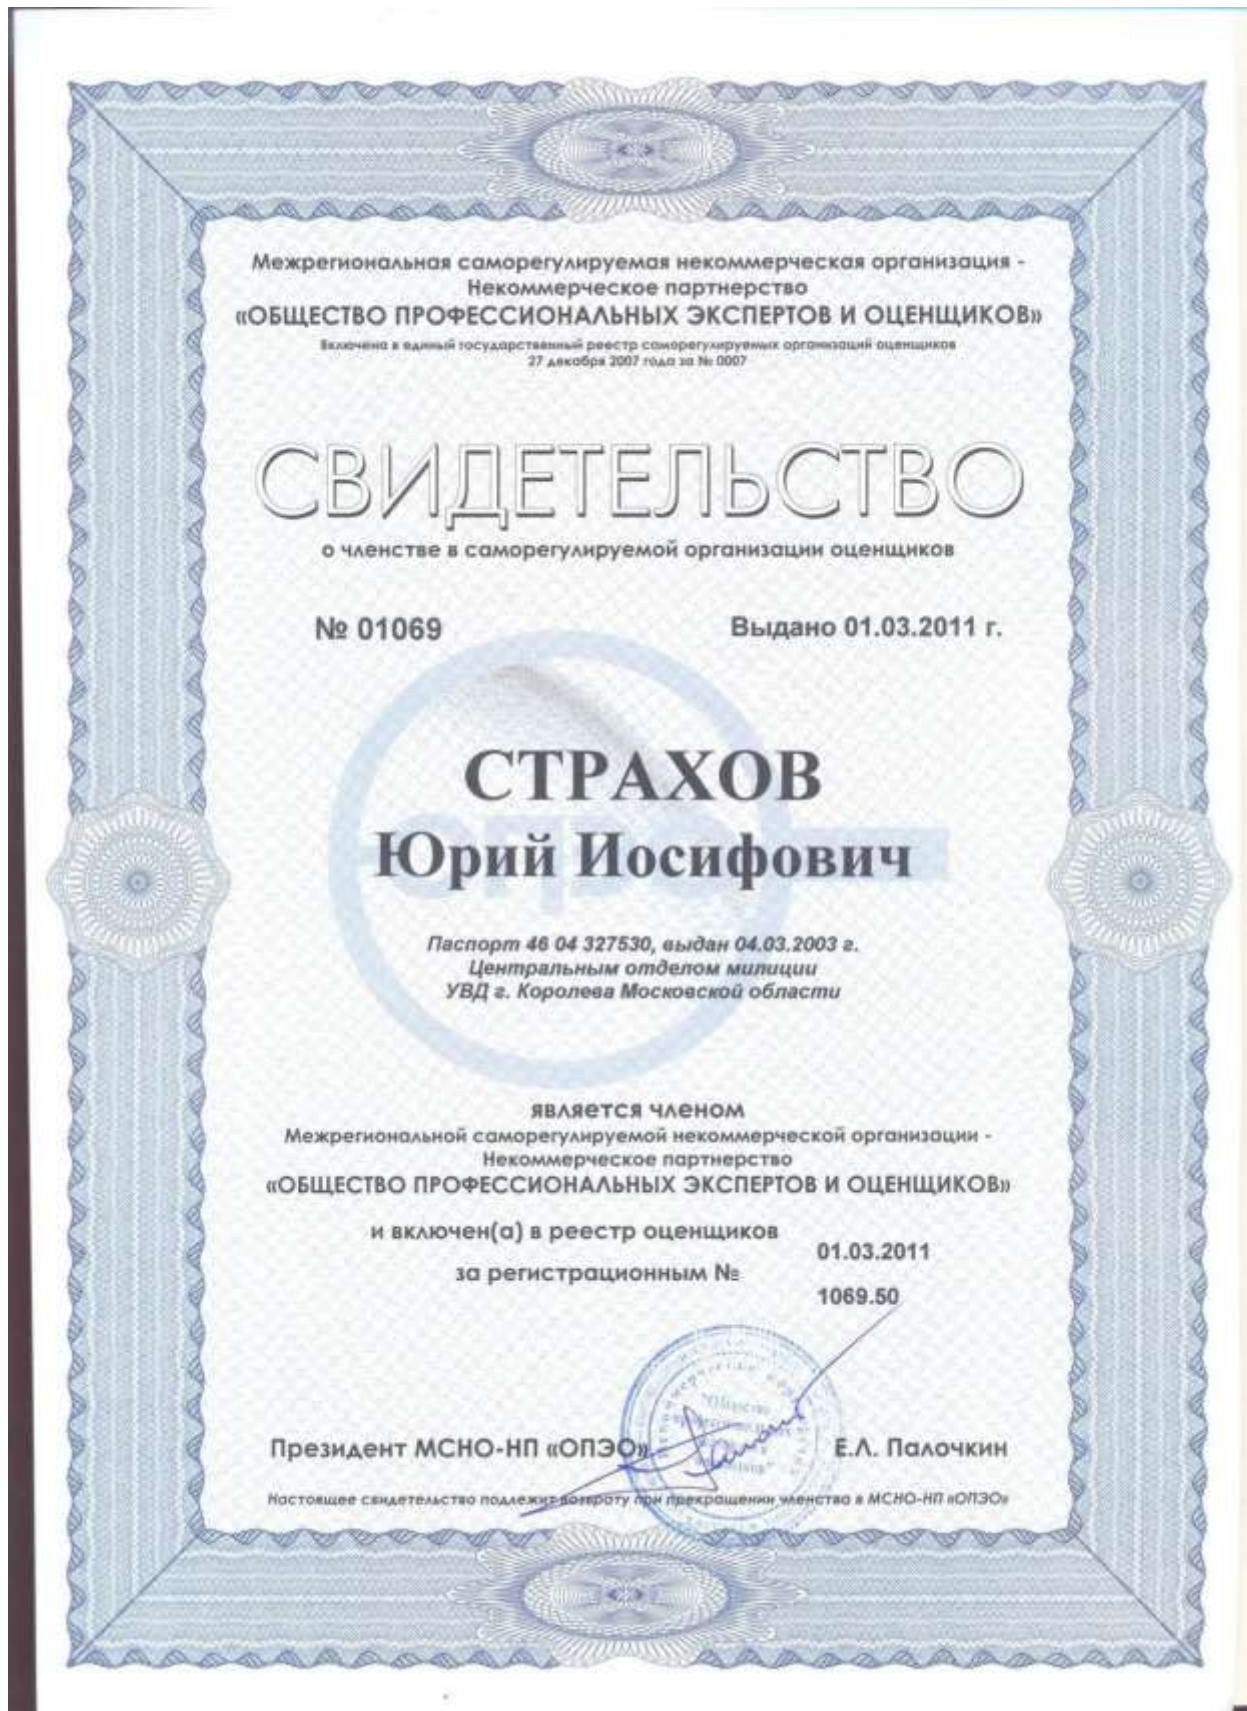 Межрегиональная саморегулируемая некоммерческая организация -
Некоммерческое партнерство
«ОБЩЕСТВО ПРОФЕССИОНАЛЬНЫХ ЭКСПЕРТОВ И ОЦЕНЩИКОВ»
Включена в единый государственный реестр саморегулируемых организаций оценщиков
27 декабря 2007 года за № 0007
СВИДЕТЕЛЬСТВО
о членстве в саморегулируемой организации оценщиков
№ 01069 Выдано 01.03.2011 г.
СТРАХОВ
Юрий Иосифович
Паспорт 46 04 327530, выдан 04.03.2003 г.
Центральным отделом милиции
УВД г. Королева Московской области
является членом
Межрегиональной саморегулируемой некоммерческой организации -
Некоммерческое партнерство
«ОБЩЕСТВО ПРОФЕССИОНАЛЬНЫХ ЭКСПЕРТОВ И ОЦЕНЩИКОВ»
и включен(а) в реестр оценщиков
01.03.2011
за регистрационным №
1069.50
Президент МСНО-НП «ОПЭО» Е.Л. Палочкин
Настоящее свидетельство подлежит возврату при прекращении членства в МСНО-НП «ОПЭО»